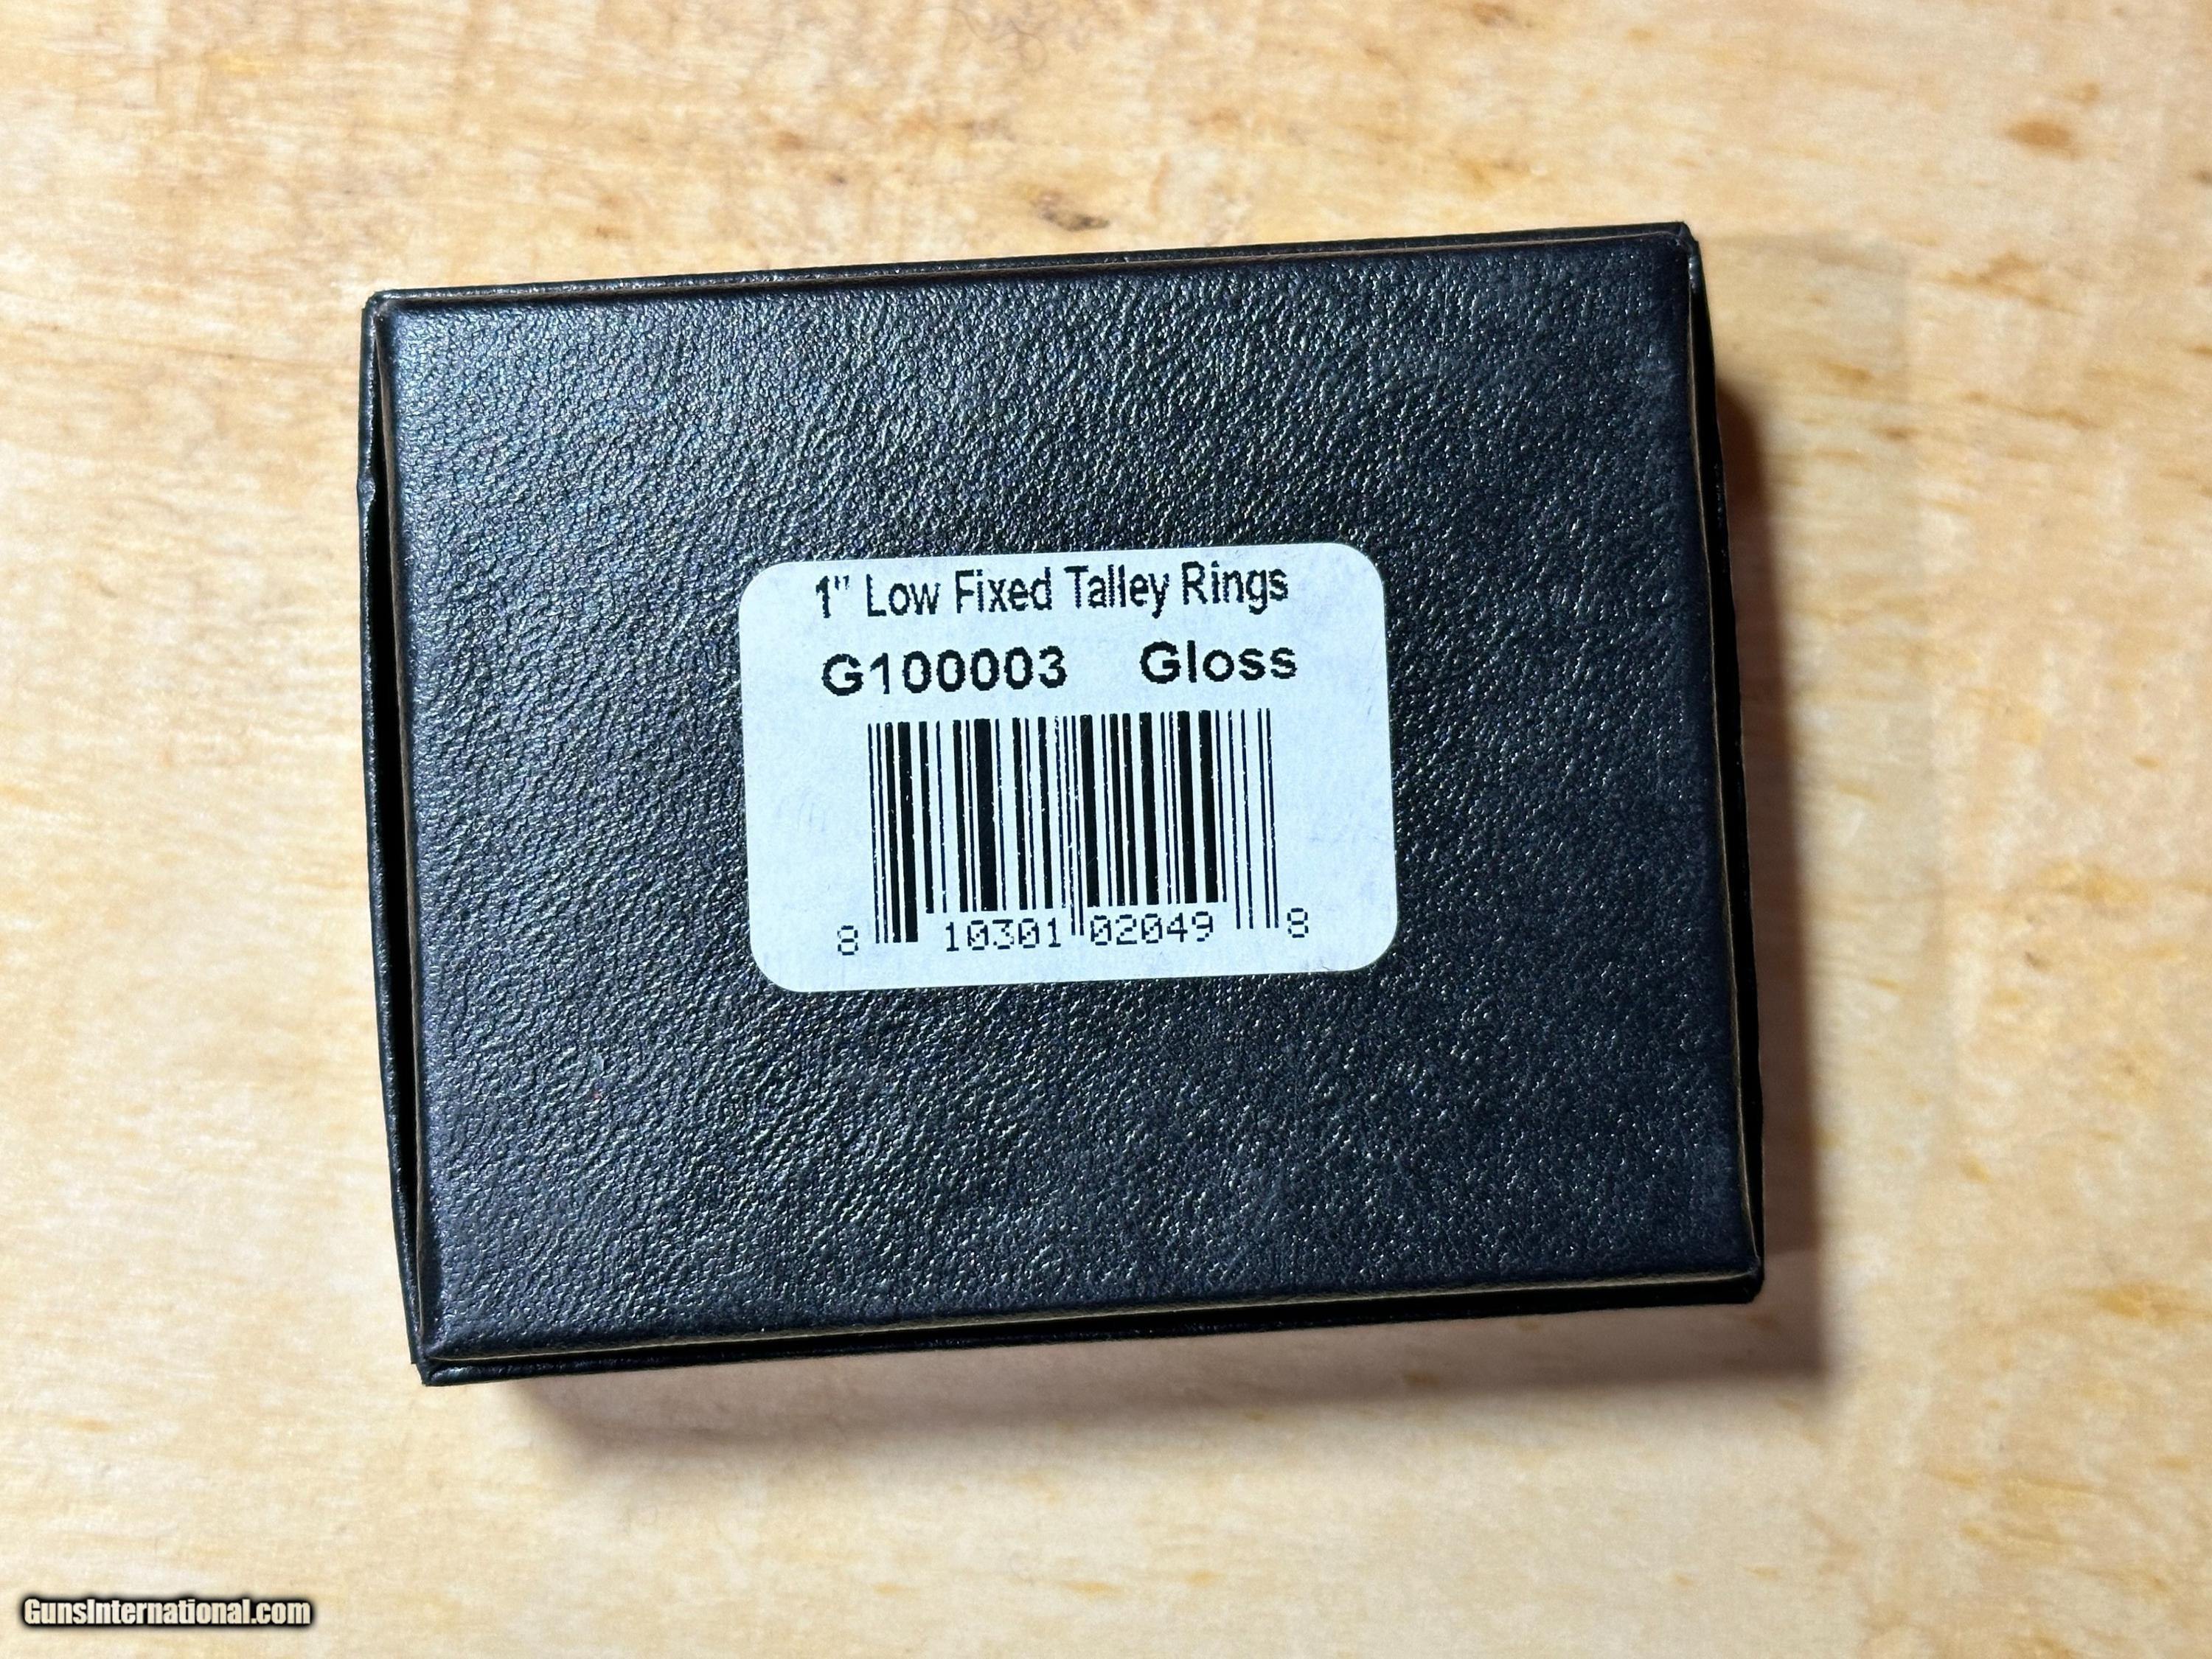 1" Low Fixed Talley Rings
G100003 Gloss
8 10301 02049 8
GunsInternational.com